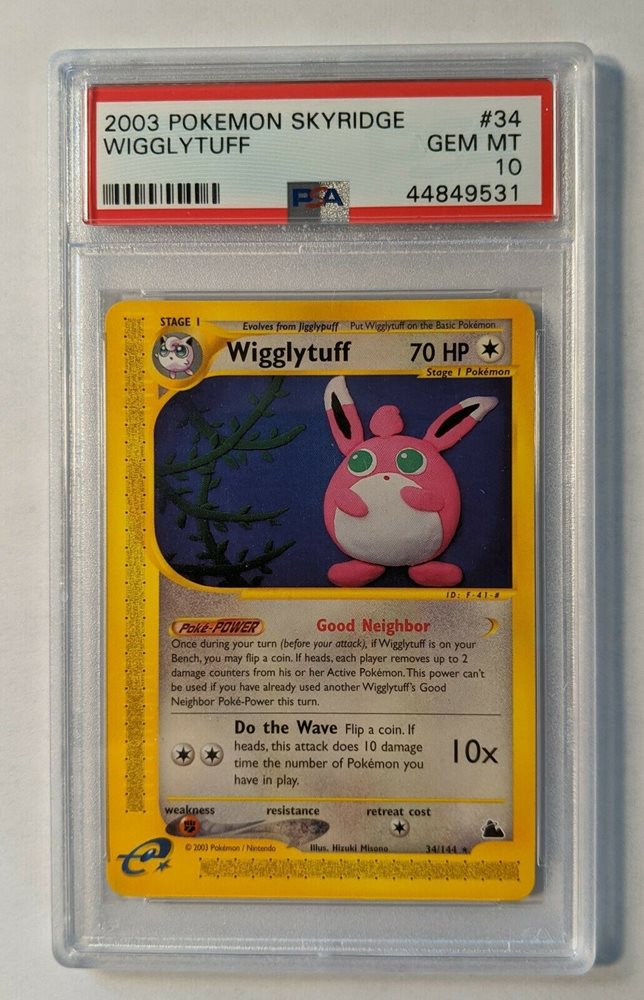 2003 POKEMON SKYRIDGE #34
WIGGLYTUFF GEM MT
10
PSA 44849531
STAGE 1 Evolves from Jigglypuff Put Wigglytuff on the Basic Pokémon
Wigglytuff 70 HP
Stage 1 Pokémon
ID: F-41-#
Poké-POWER Good Neighbor
Once during your turn (before your attack), if Wigglytuff is on your
Bench, you may flip a coin. If heads, each player removes up to 2
damage counters from his or her Active Pokémon. This power can't
be used if you have already used another Wigglytuff's Good
Neighbor Poké-Power this turn.
Do the Wave Flip a coin. If
heads, this attack does 10 damage
time the number of Pokémon you
have in play.
10x
weakness resistance retreat cost
© 2003 Pokémon / Nintendo Illus. Hizuki Misono 34/144 ★
e